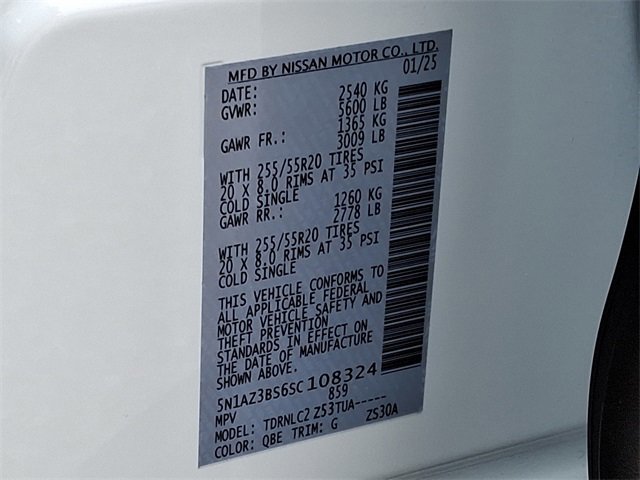 MFD BY NISSAN MOTOR CO., LTD.
DATE: 01/25
GVWR: 2540 KG
5600 LB
GAWR FR.: 1365 KG
3009 LB
WITH 255/55R20 TIRES
20 X 8.0 RIMS AT 35 PSI
COLD SINGLE
GAWR RR.: 1260 KG
2778 LB
WITH 255/55R20 TIRES
20 X 8.0 RIMS AT 35 PSI
COLD SINGLE
THIS VEHICLE CONFORMS TO
ALL APPLICABLE FEDERAL
MOTOR VEHICLE SAFETY AND
THEFT PREVENTION
STANDARDS IN EFFECT ON
THE DATE OF MANUFACTURE
SHOWN ABOVE.
5N1AZ3BS6SC108324
MPV 859
MODEL: TDRNLC2 Z53TUA-----
COLOR: QBE TRIM: G ZS30A